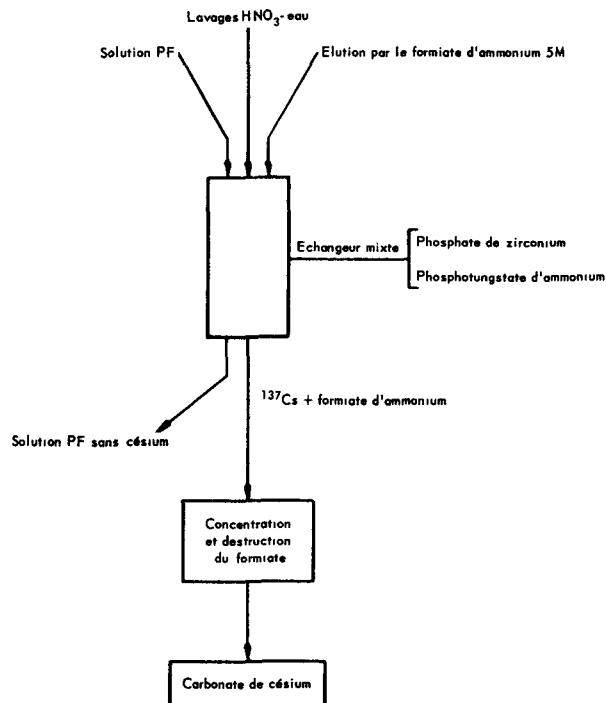 Lavages HNO₃-eau
Solution PF
Elution par le formiate d'ammonium 5M
Echangeur mixte
Phosphate de zirconium
Phosphotungstate d'ammonium
¹³⁷Cs + formiate d'ammonium
Solution PF sans césium
Concentration
et destruction
du formiate
Carbonate de césium